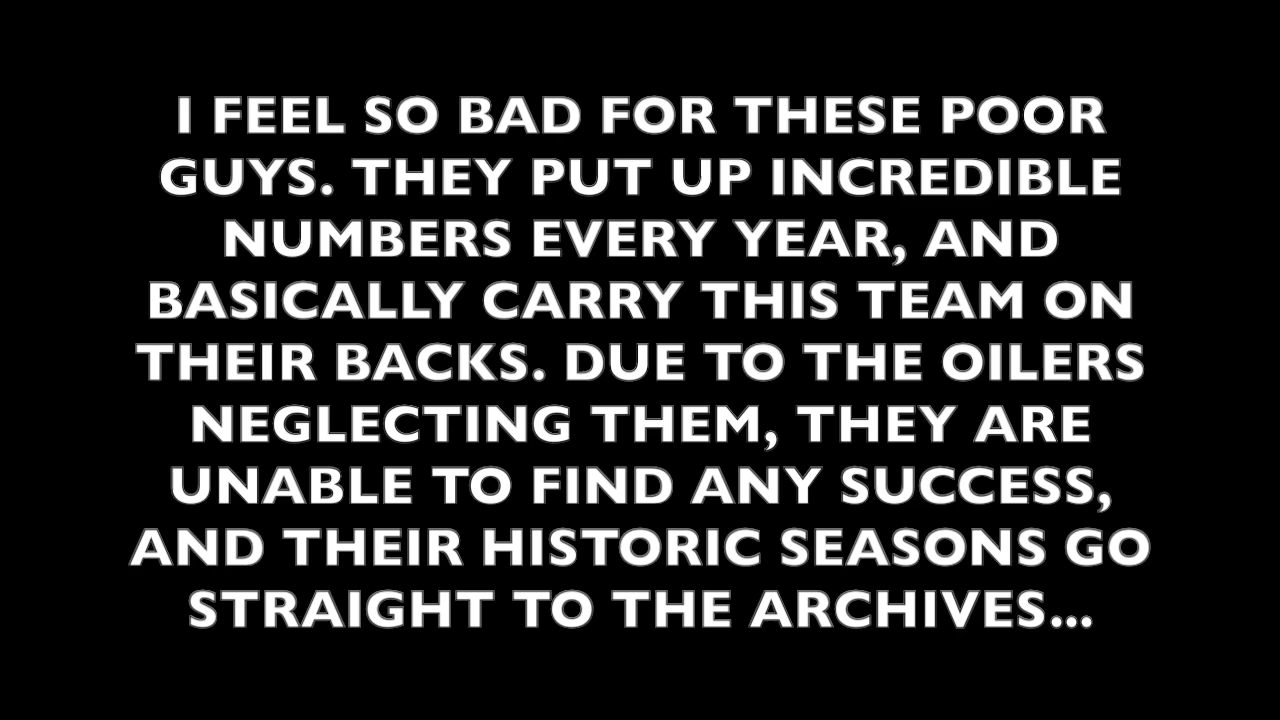 I FEEL SO BAD FOR THESE POOR
GUYS. THEY PUT UP INCREDIBLE
NUMBERS EVERY YEAR, AND
BASICALLY CARRY THIS TEAM ON
THEIR BACKS. DUE TO THE OILERS
NEGLECTING THEM, THEY ARE
UNABLE TO FIND ANY SUCCESS,
AND THEIR HISTORIC SEASONS GO
STRAIGHT TO THE ARCHIVES...